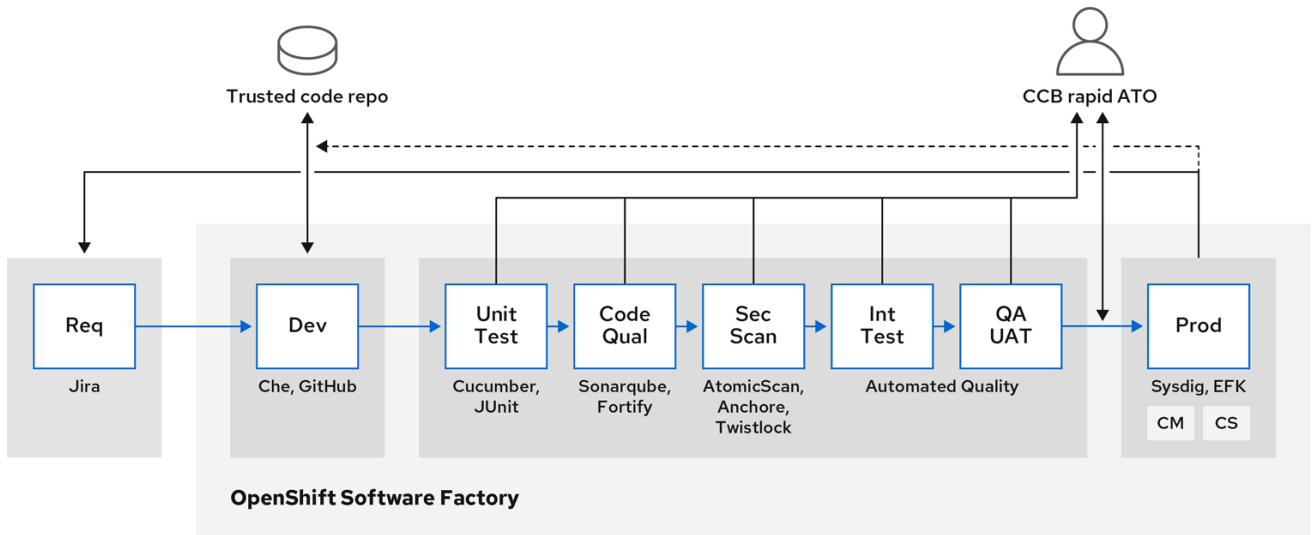 Trusted code repo
CCB rapid ATO
Req
Dev
Unit
Test
Code
Qual
Sec
Scan
Int
Test
QA
UAT
Prod
Jira
Che, GitHub
Cucumber,
JUnit
Sonarqube,
Fortify
AtomicScan,
Anchore,
Twistlock
Automated Quality
Sysdig, EFK
CM
CS
OpenShift Software Factory